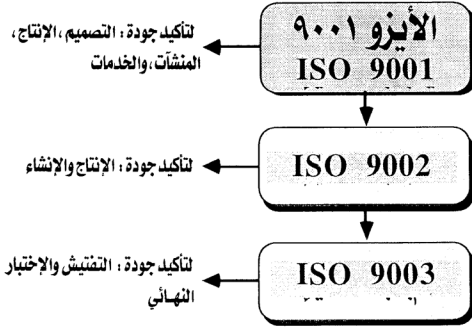 الأيزو ٩٠٠١
ISO 9001
لتأكيد جودة : التصميم ، الإنتاج ،
المنشآت ، والخدمات
ISO 9002
لتأكيد جودة : الإنتاج والإنشاء
ISO 9003
لتأكيد جودة : التفتيش والإختبار
النهـائي